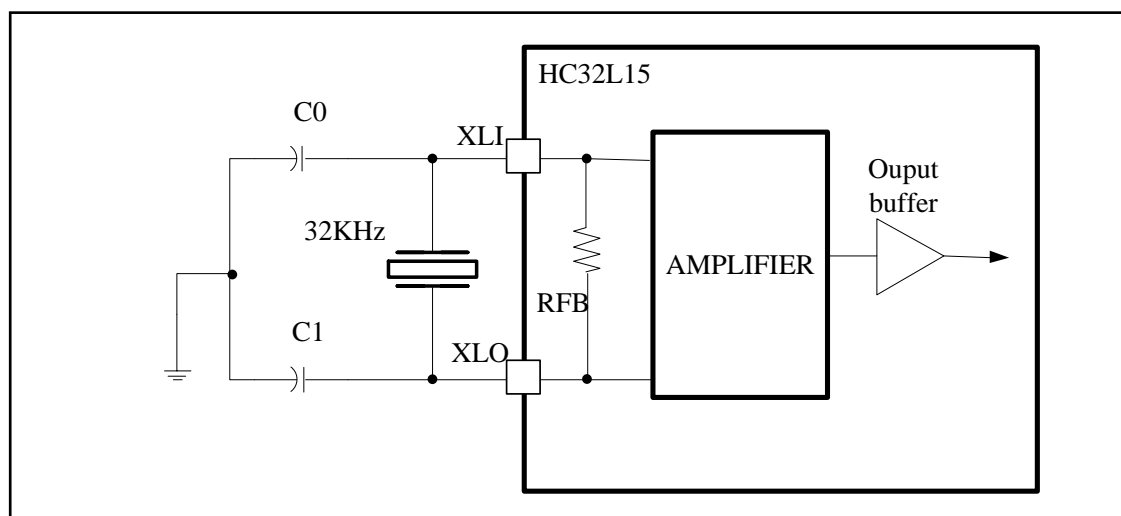 HC32L15
C0
XLI
Ouput
buffer
32KHz
AMPLIFIER
RFB
C1
XLO